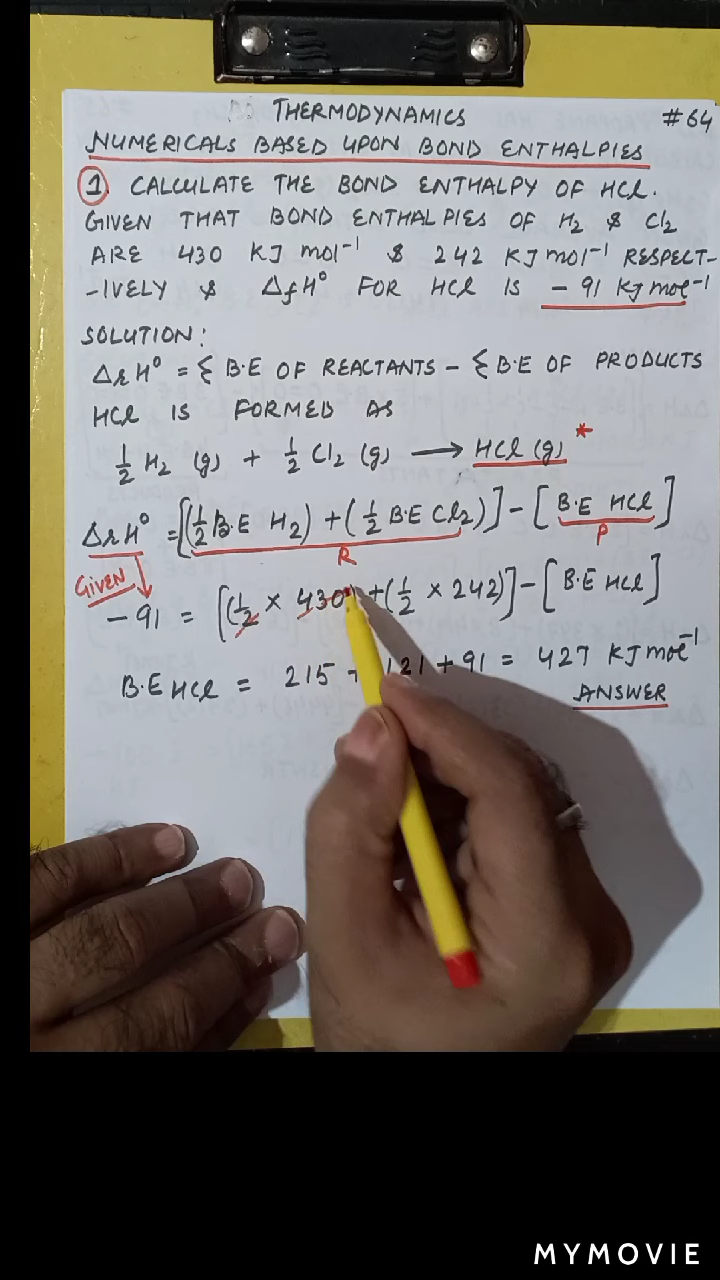 THERMODYNAMICS #64
NUMERICALS BASED UPON BOND ENTHALPIES
1. CALCULATE THE BOND ENTHALPY OF HCl.
GIVEN THAT BOND ENTHALPIES OF H₂ & Cl₂
ARE 430 KJ mol⁻¹ & 242 KJ mol⁻¹ RESPECT-
-IVELY & ΔfH° FOR HCl IS - 91 KJ mol⁻¹
SOLUTION:
ΔrH° = Σ B.E OF REACTANTS - Σ B.E OF PRODUCTS
HCl IS FORMED AS
½ H₂ (g) + ½ Cl₂ (g) → HCl (g) *
ΔrH° = [(½ B.E H₂) + (½ B.E Cl₂)] - [B.E HCl]
R P
GIVEN
- 91 = [(½ × 430) + (½ × 242)] - [B.E HCl]
B.E HCl = 215 + 121 + 91 = 427 KJ mol⁻¹
ANSWER
MYMOVIE